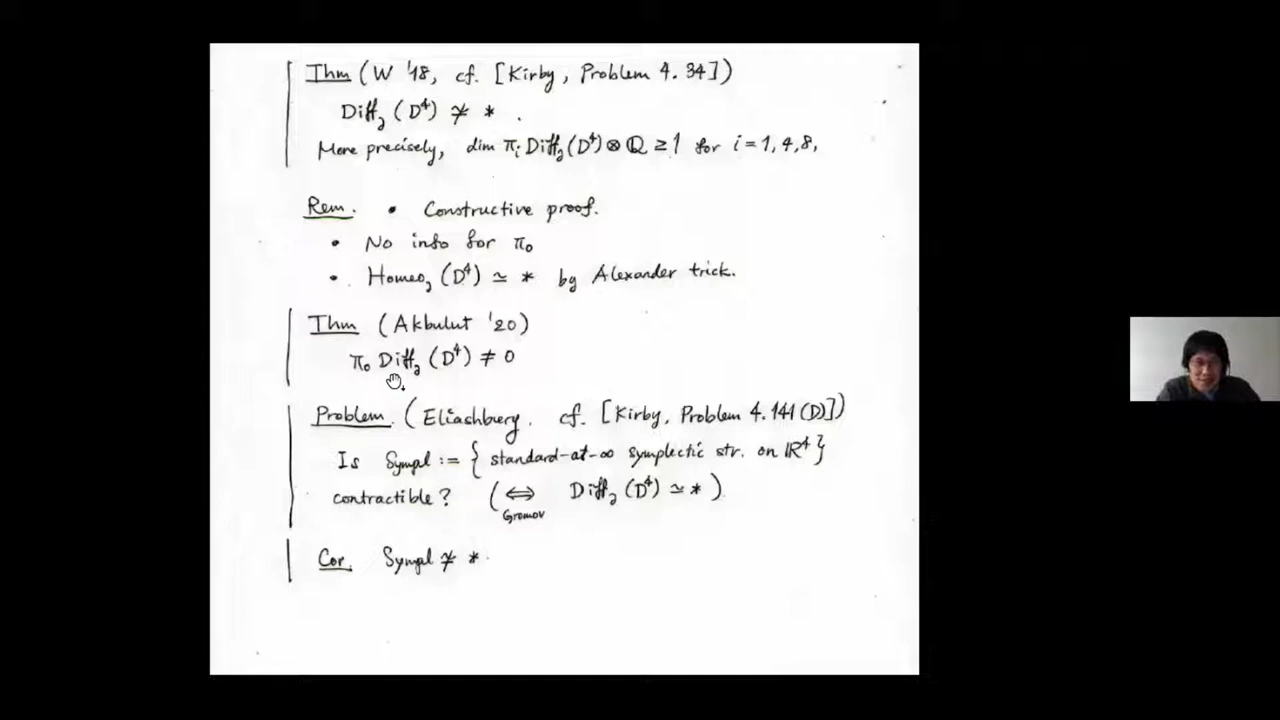 Thm (W '18, cf. [Kirby, Problem 4.34])
Diff∂ (D⁴) ≄ * .
More precisely, dim πᵢ Diff∂(D⁴) ⊗ ℚ ≥ 1 for i = 1, 4, 8,
Rem. • Constructive proof.
• No info for π₀
• Homeo∂ (D⁴) ≃ * by Alexander trick.
Thm (Akbulut '20)
π₀ Diff∂ (D⁴) ≠ 0
Problem. (Eliashburg. cf. [Kirby, Problem 4.141 (D)])
Is Sympl := { standard-at-∞ symplectic str. on ℝ⁴ }
contractible? ( ⇔ Diff∂ (D⁴) ≃ * )
Gromov
Cor. Sympl ≄ *.